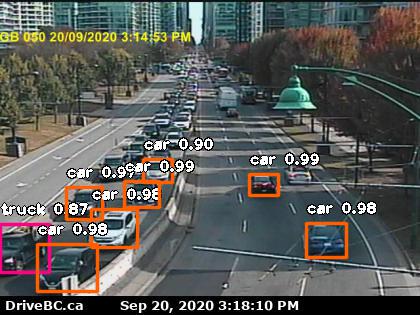 GB 050 20/09/2020 3:14:53 PM
car 0.90
car 0.97
car 0.99
car 0.99
car 0.98
truck 0.87
car 0.98
car 0.98
DriveBC.ca
Sep 20, 2020 3:18:10 PM